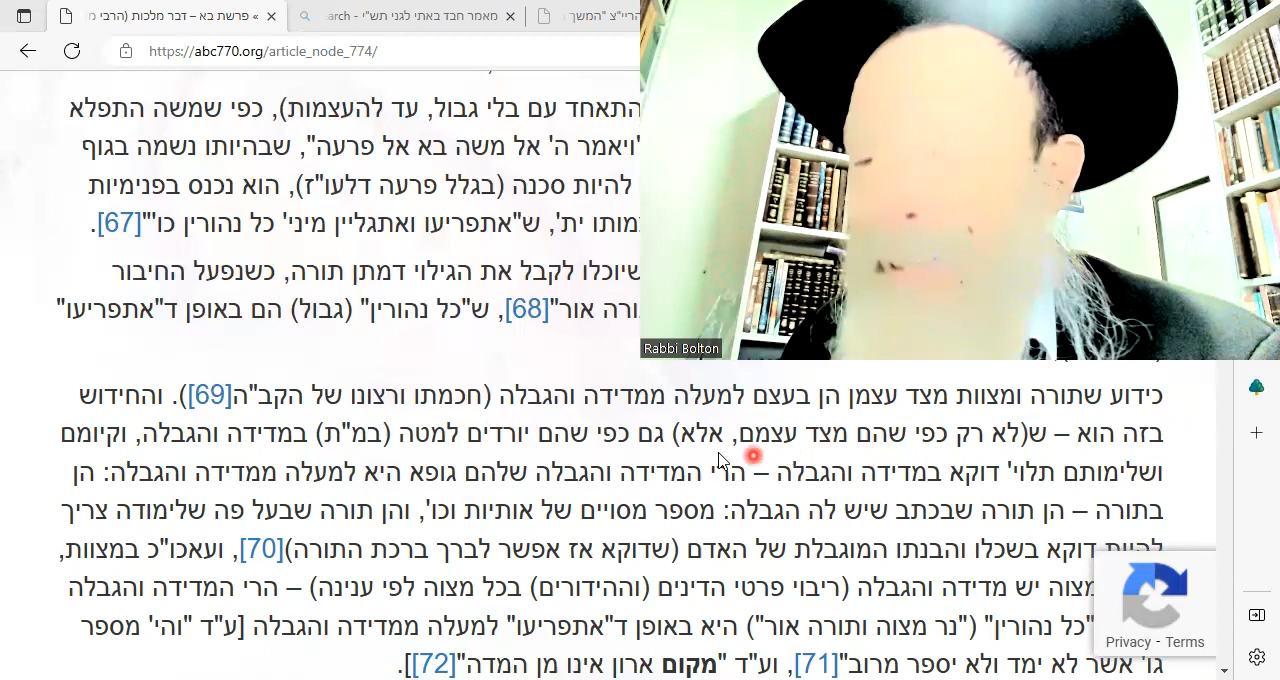 » פרשת בא – דבר מלכות (הרבי מ
מאמר חבד באתי לגני תש"י - arch
הריי"צ "המשך
https://abc770.org/article_node_774/
התאחד עם בלי גבול, עד להעצמות), כפי שמשה התפלא
'ויאמר ה' אל משה בא אל פרעה", שבהיותו נשמה בגוף
להיות סכנה (בגלל פרעה דלעו"ז), הוא נכנס בפנימיות
מותו ית', ש"אתפריעו ואתגליין מיני' כל נהורין כו'"[67].
שיוכלו לקבל את הגילוי דמתן תורה, כשנפעל החיבור
ורה אור"[68], ש"כל נהורין" (גבול) הם באופן ד"אתפריעו"
Rabbi Bolton
כידוע שתורה ומצוות מצד עצמן הן בעצם למעלה ממדידה והגבלה (חכמתו ורצונו של הקב"ה[69]). והחידוש
בזה הוא – ש(לא רק כפי שהם מצד עצמם, אלא) גם כפי שהם יורדים למטה (במ"ת) במדידה והגבלה, וקיומם
ושלימותם תלוי' דוקא במדידה והגבלה – הרי המדידה והגבלה שלהם גופא היא למעלה ממדידה והגבלה: הן
בתורה – הן תורה שבכתב שיש לה הגבלה: מספר מסויים של אותיות וכו', והן תורה שבעל פה שלימודה צריך
להיות דוקא בשכלו והבנתו המוגבלת של האדם (שדוקא אז אפשר לברך ברכת התורה)[70], ועאכו"כ במצוות,
מצוה יש מדידה והגבלה (ריבוי פרטי הדינים (וההידורים) בכל מצוה לפי ענינה) – הרי המדידה והגבלה
"כל נהורין" ("נר מצוה ותורה אור") היא באופן ד"אתפריעו" למעלה ממדידה והגבלה [ע"ד "והי' מספר
גו' אשר לא ימד ולא יספר מרוב"[71], וע"ד "מקום ארון אינו מן המדה"[72]].
Privacy - Terms